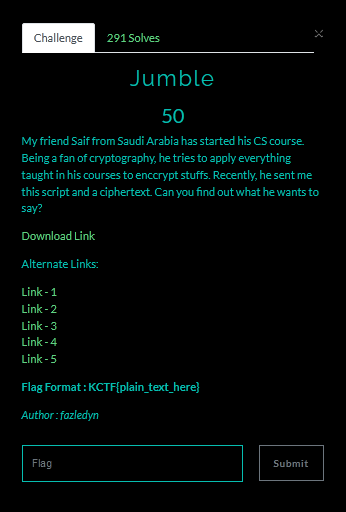 Challenge
291 Solves
×
Jumble
50
My friend Saif from Saudi Arabia has started his CS course.
Being a fan of cryptography, he tries to apply everything
taught in his courses to enccrypt stuffs. Recently, he sent me
this script and a ciphertext. Can you find out what he wants to
say?
Download Link
Alternate Links:
Link - 1
Link - 2
Link - 3
Link - 4
Link - 5
Flag Format : KCTF{plain_text_here}
Author : fazledyn
Flag
Submit